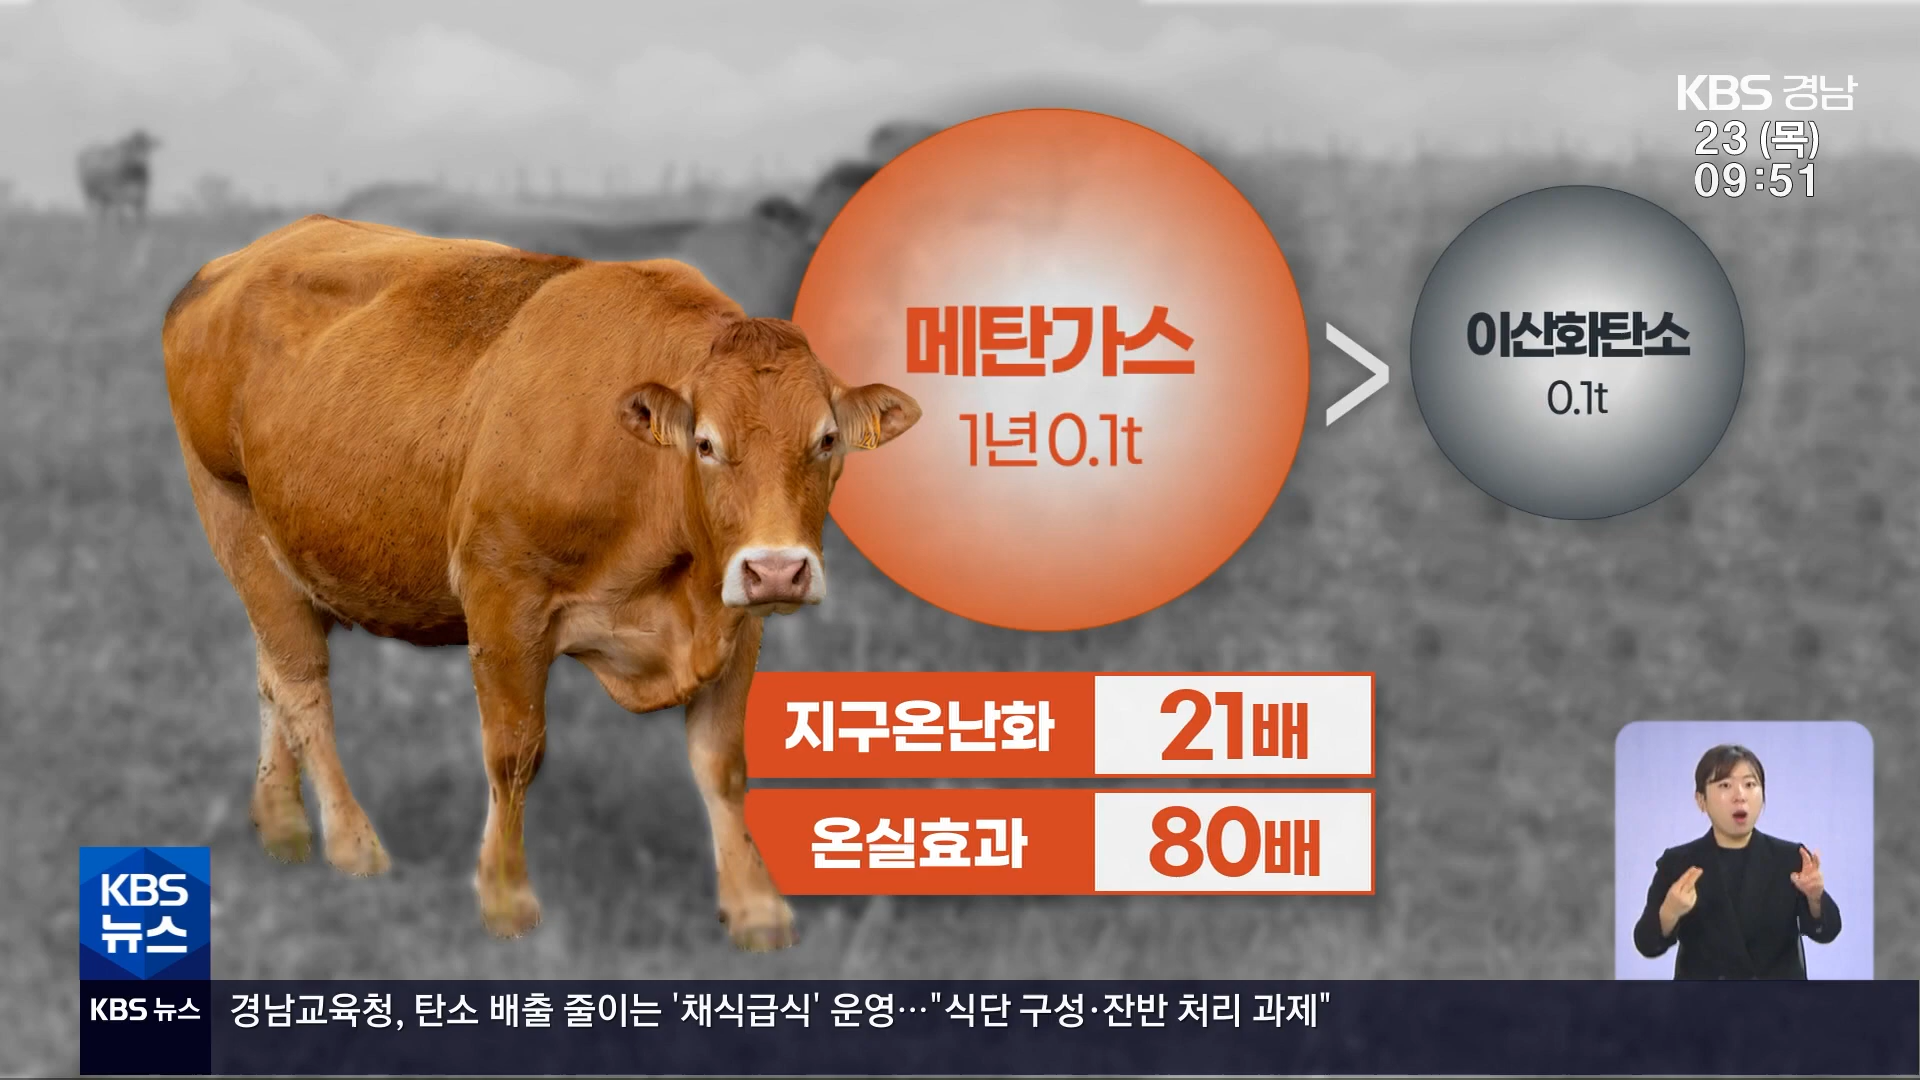 KBS 경남
23 (목)
09:51
메탄가스
1년 0.1t
>
이산화탄소
0.1t
지구온난화 21배
온실효과 80배
KBS
뉴스
KBS 뉴스 경남교육청, 탄소 배출 줄이는 '채식급식' 운영…"식단 구성·잔반 처리 과제"